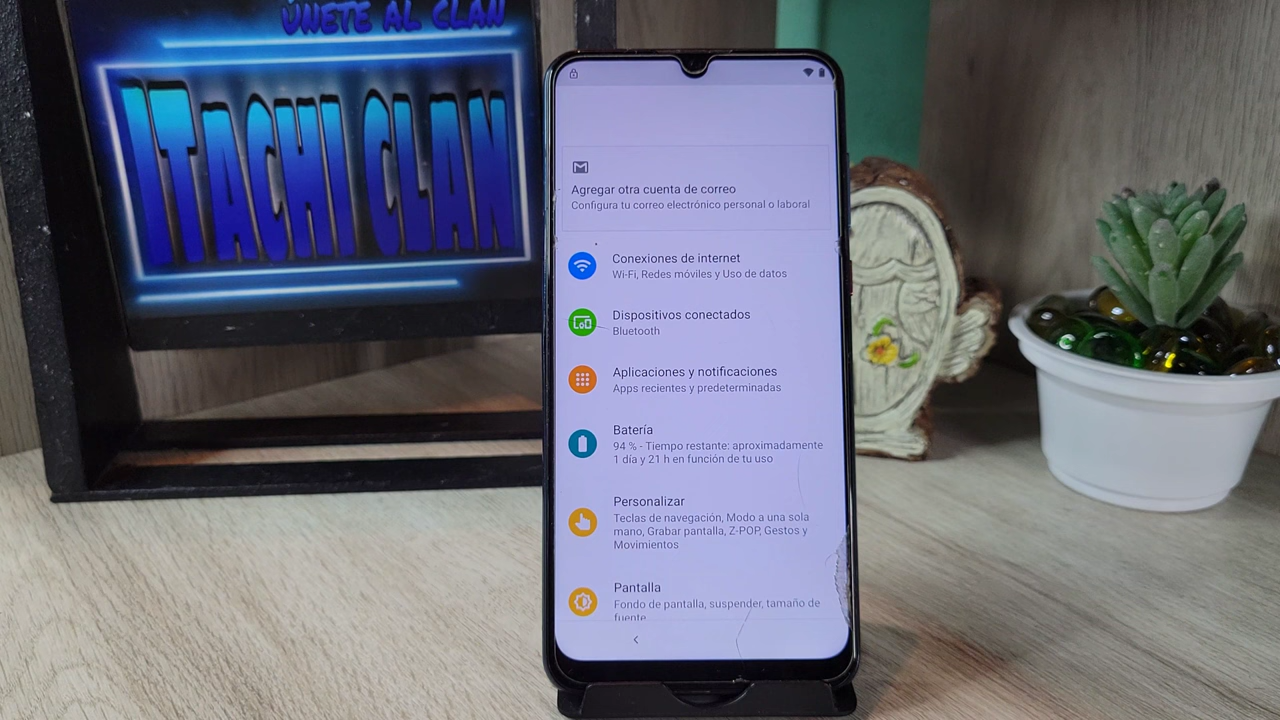 ÚNETE AL CLAN
ITACHI CLAN
Agregar otra cuenta de correo
Configura tu correo electrónico personal o laboral
Conexiones de internet
Wi-Fi, Redes móviles y Uso de datos
Dispositivos conectados
Bluetooth
Aplicaciones y notificaciones
Apps recientes y predeterminadas
Batería
94 % - Tiempo restante: aproximadamente
1 día y 21 h en función de tu uso
Personalizar
Teclas de navegación, Modo a una sola
mano, Grabar pantalla, Z-POP, Gestos y
Movimientos
Pantalla
Fondo de pantalla, suspender, tamaño de
fuente